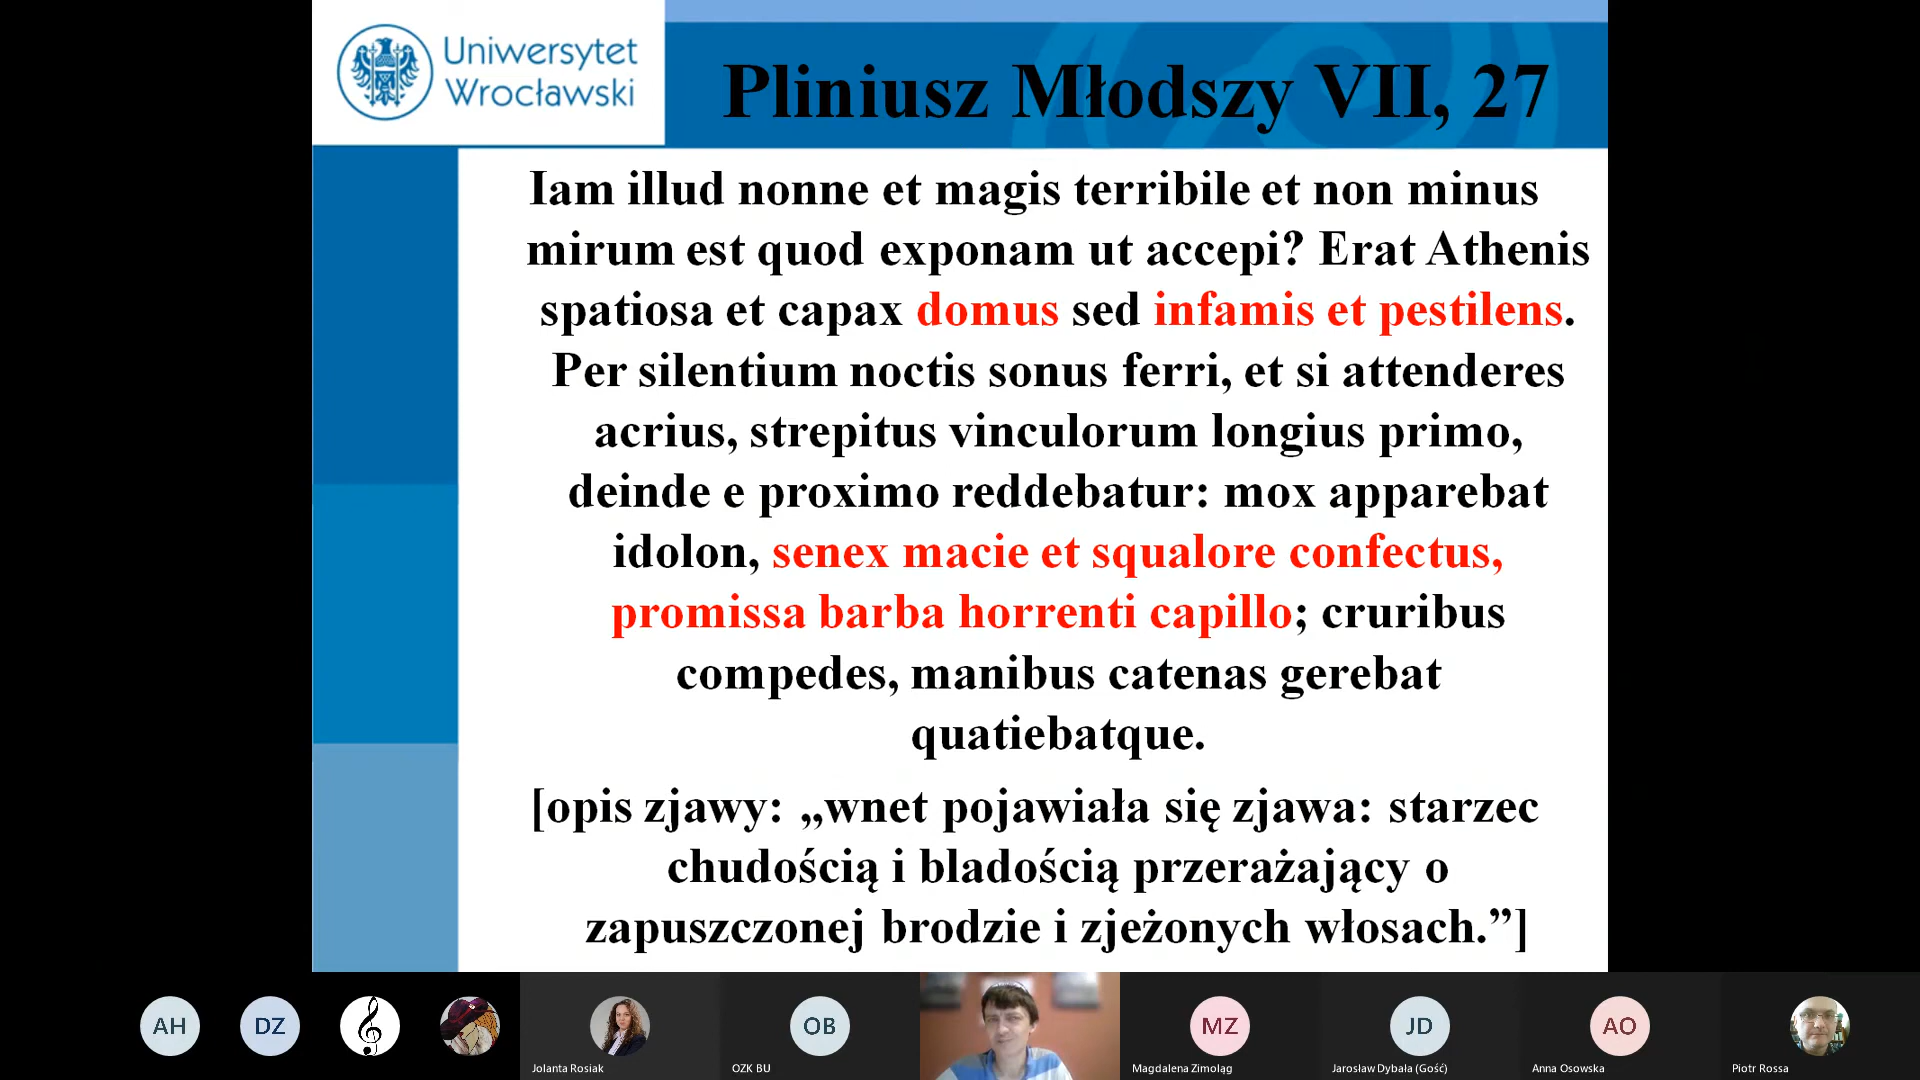 Uniwersytet
Wrocławski
Pliniusz Młodszy VII, 27
Iam illud nonne et magis terribile et non minus
mirum est quod exponam ut accepi? Erat Athenis
spatiosa et capax domus sed infamis et pestilens.
Per silentium noctis sonus ferri, et si attenderes
acrius, strepitus vinculorum longius primo,
deinde e proximo reddebatur: mox apparebat
idolon, senex macie et squalore confectus,
promissa barba horrenti capillo; cruribus
compedes, manibus catenas gerebat
quatiebatque.
[opis zjawy: „wnet pojawiała się zjawa: starzec
chudością i bladością przerażający o
zapuszczonej brodzie i zjeżonych włosach.”]
AH
DZ
Jolanta Rosiak
OB
OZK BU
MZ
Magdalena Zimoląg
JD
Jarosław Dybała (Gość)
AO
Anna Osowska
Piotr Rossa